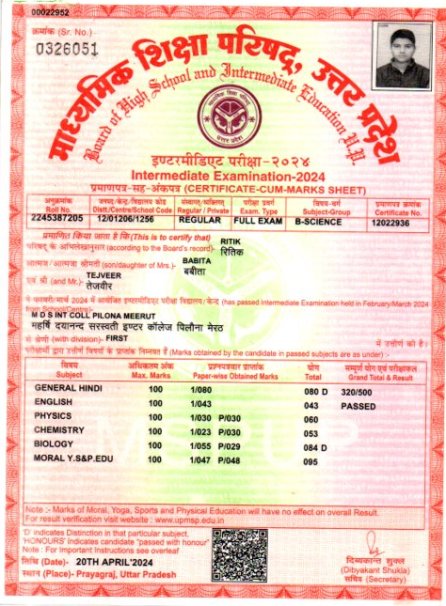 00022952
क्रमांक (Sr. No.)
0326051
माध्यमिक शिक्षा परिषद, उत्तर प्रदेश
Board of High School and Intermediate Education U.P.
इण्टरमीडिएट परीक्षा-२०२४
Intermediate Examination-2024
प्रमाणपत्र-सह-अंकपत्र (CERTIFICATE-CUM-MARKS SHEET)
अनुक्रमांक जनपद/केन्द्र/विद्यालय कोड संस्थागत/व्यक्तिगत परीक्षा प्रकार विषय-वर्ग प्रमाणपत्र क्रमांक
Roll No. Distt./Centre/School Code Regular / Private Exam. Type Subject-Group Certificate No.
2245387205 12/01206/1256 REGULAR FULL EXAM B-SCIENCE 12022936
प्रमाणित किया जाता है कि(This is to certify that) RITIK
परिषद् के अभिलेखानुसार (according to the Board's record)- रितिक
आत्मज / आत्मजा श्रीमती (son/daughter of Mrs.)- BABITA
बबीता
एवं श्री (and Mr.)- TEJVEER
तेजवीर
ने फरवरी-मार्च 2024 में आयोजित इण्टरमीडिएट परीक्षा विद्यालय/केन्द्र (has passed Intermediate Examination held in February/March 2024
from School/Centre)-
M D S INT COLL PILONA MEERUT
महर्षि दयानन्द सरस्वती इण्टर कॉलेज पिलौना मेरठ
से श्रेणी (with division)- FIRST में उत्तीर्ण की है।
परीक्षार्थी द्वारा उत्तीर्ण विषयों के प्राप्तांक निम्नवत हैं (Marks obtained by the candidate in passed subjects are as under) :-
विषय अधिकतम अंक प्रश्नपत्रवार प्राप्तांक योग सम्पूर्ण योग एवं परीक्षाफल
Subject Max. Marks Paper-wise Obtained Marks Total Grand Total & Result
GENERAL HINDI 100 1/080 080 D 320/500
ENGLISH 100 1/043 043 PASSED
PHYSICS 100 1/030 P/030 060
CHEMISTRY 100 1/023 P/030 053
BIOLOGY 100 1/055 P/029 084 D
MORAL Y.S&P.EDU 100 1/047 P/048 095
Note :- Marks of Moral, Yoga, Sports and Physical Education will have no effect on overall Result.
For result verification visit website : www.upmsp.edu.in
'D' indicates Distinction in that particular subject.
'HONOURS' indicates candidate "passed with honour"
Note : For Important Instructions see overleaf
तिथि (Date)- 20TH APRIL'2024
स्थान (Place)- Prayagraj, Uttar Pradesh
दिब्यकान्त शुक्ल
(Dibyakant Shukla)
सचिव (Secretary)